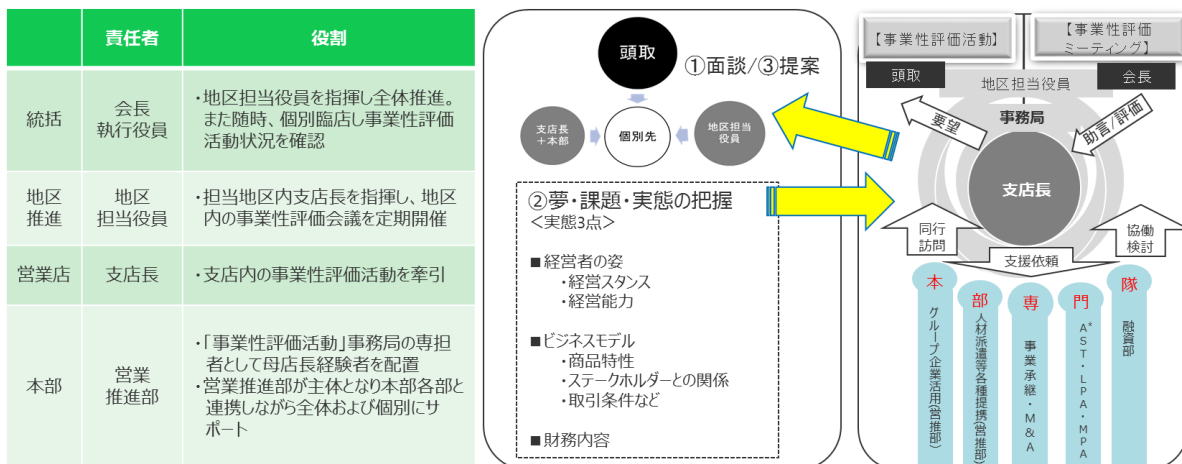 責任者
役割
統括
会長
執行役員
・地区担当役員を指揮し全体推進。
また随時、個別臨店し事業性評価
活動状況を確認
地区
推進
地区
担当役員
・担当地区内支店長を指揮し、地区
内の事業性評価会議を定期開催
営業店
支店長
・支店内の事業性評価活動を牽引
本部
営業
推進部
・「事業性評価活動」事務局の専担
者として母店長経験者を配置
・営業推進部が主体となり本部各部と
連携しながら全体および個別にサ
ポート
頭取
①面談/③提案
支店長
+本部
個別先
地区担当
役員
②夢・課題・実態の把握
<実態3点>
■経営者の姿
・経営スタンス
・経営能力
■ビジネスモデル
・商品特性
・ステークホルダーとの関係
・取引条件など
■財務内容
【事業性評価活動】
【事業性評価
ミーティング】
頭取
地区担当役員
会長
事務局
要望
助言/評価
支店長
同行
訪問
協働
検討
支援依頼
本
部
専
門
隊
グループ企業活用(営推部)
人材派遣等各種提携(営推部)
事業承継・M&A
AST*・LPA・MPA
融資部